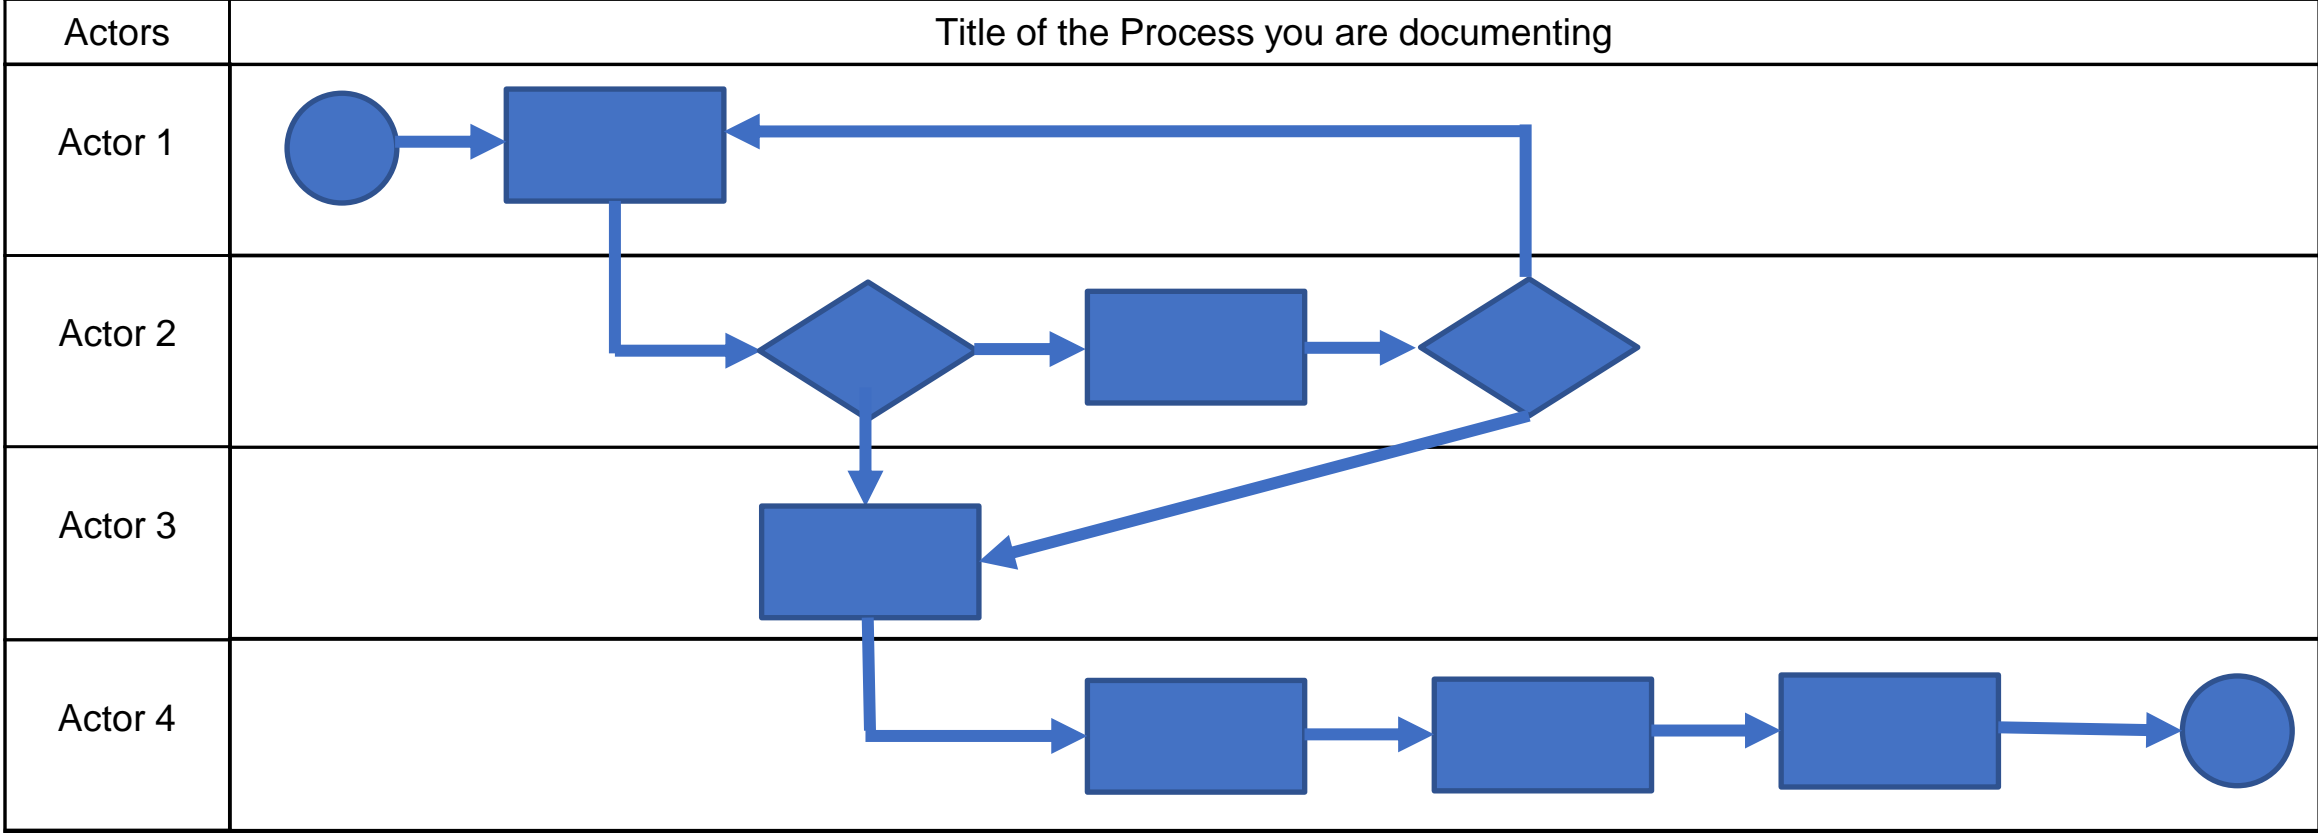 Actors
Title of the Process you are documenting
Actor 1
Actor 2
Actor 3
Actor 4